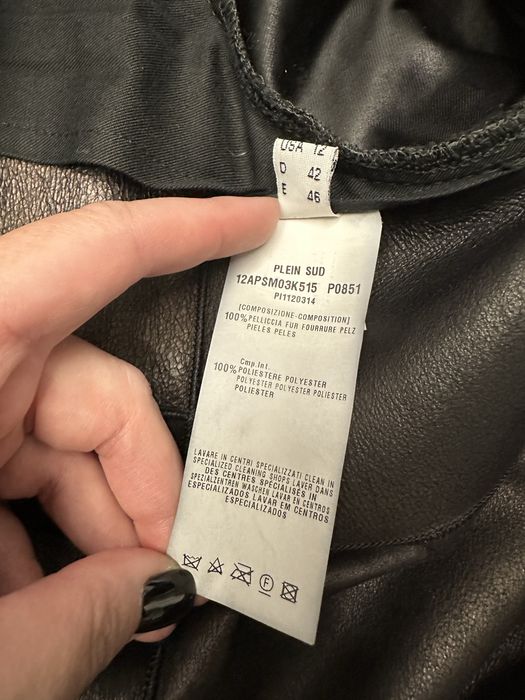 USA 12
D 42
E 46
PLEIN SUD
12APSM03K515 P0851
PI1120314
[COMPOSIZIONE-COMPOSITION]
100% PELLICCIA FUR FOURRURE PELZ
PIELES PELES
Cmp.Int.
100% POLIESTERE POLYESTER
POLYESTER POLYESTER POLIESTER
POLIESTER
LAVARE IN CENTRI SPECIALIZZATI CLEAN IN
SPECIALIZED CLEANING SHOPS LAVER DANS
DES CENTRES SPECIALISES IN
SPEZIALZENTREN WASCHEN LAVAR EN CENTROS
ESPECIALIZADOS LAVAR EM CENTROS
ESPECIALIZADOS
F